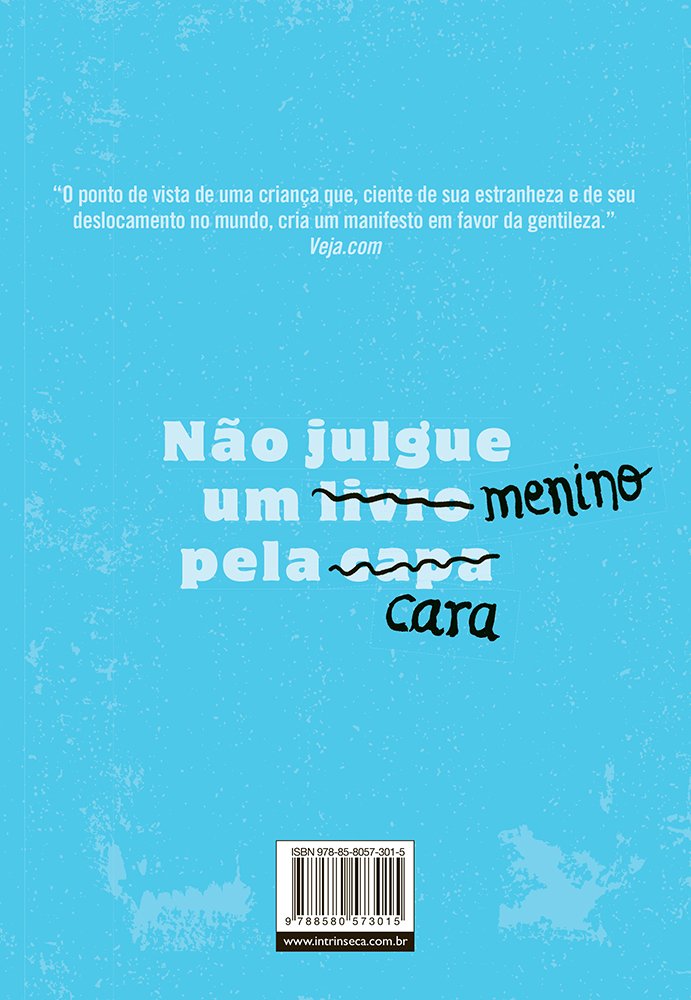 “O ponto de vista de uma criança que, ciente de sua estranheza e de seu
deslocamento no mundo, cria um manifesto em favor da gentileza.”
Veja.com
Não julgue
um livro menino
pela capa
cara
ISBN 978-85-8057-301-5
9 788580 573015
www.intrinseca.com.br